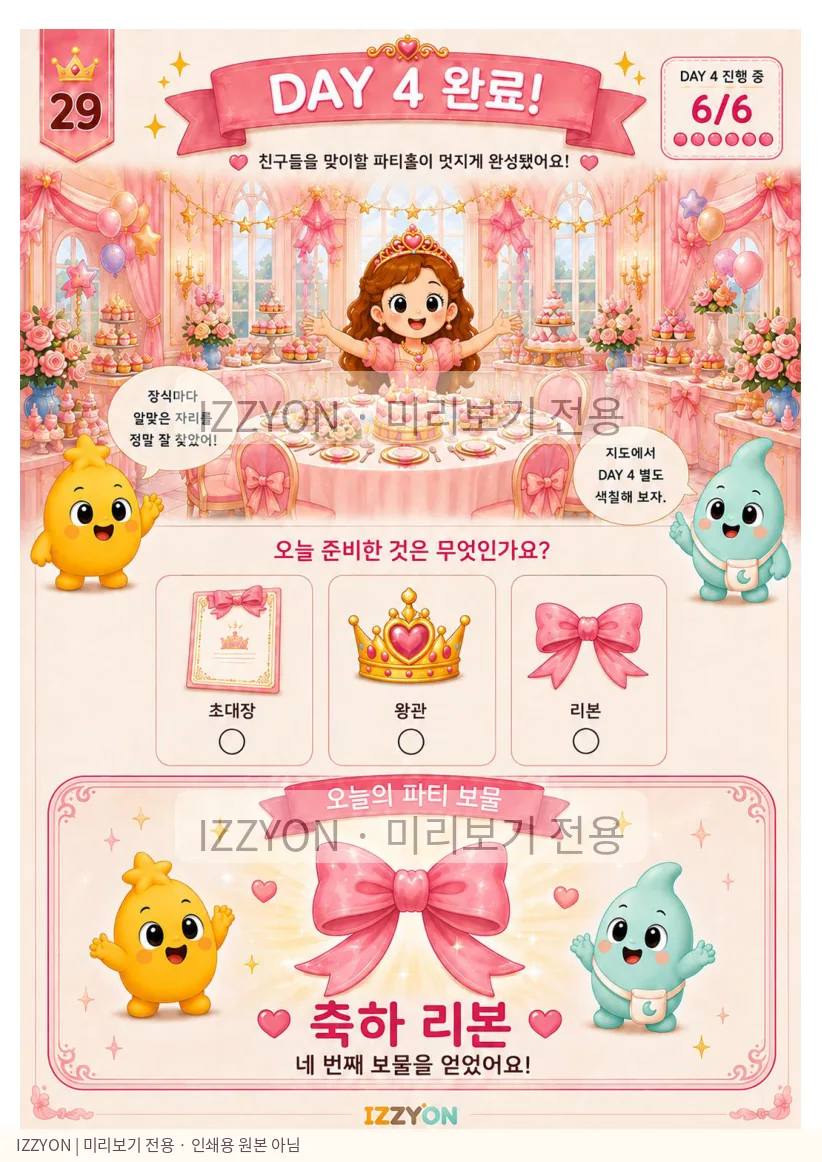 29
DAY 4 완료!
DAY 4 진행 중
6/6
친구들을 맞이할 파티홀이 멋지게 완성됐어요!
장식마다
알맞은 자리를
정말 잘 찾았어!
IZZYON · 미리보기 전용
지도에서
DAY 4 별도
색칠해 보자.
오늘 준비한 것은 무엇인가요?
초대장
왕관
리본
오늘의 파티 보물
IZZYON · 미리보기 전용
축하 리본
네 번째 보물을 얻었어요!
IZZYON
IZZYON | 미리보기 전용 · 인쇄용 원본 아님